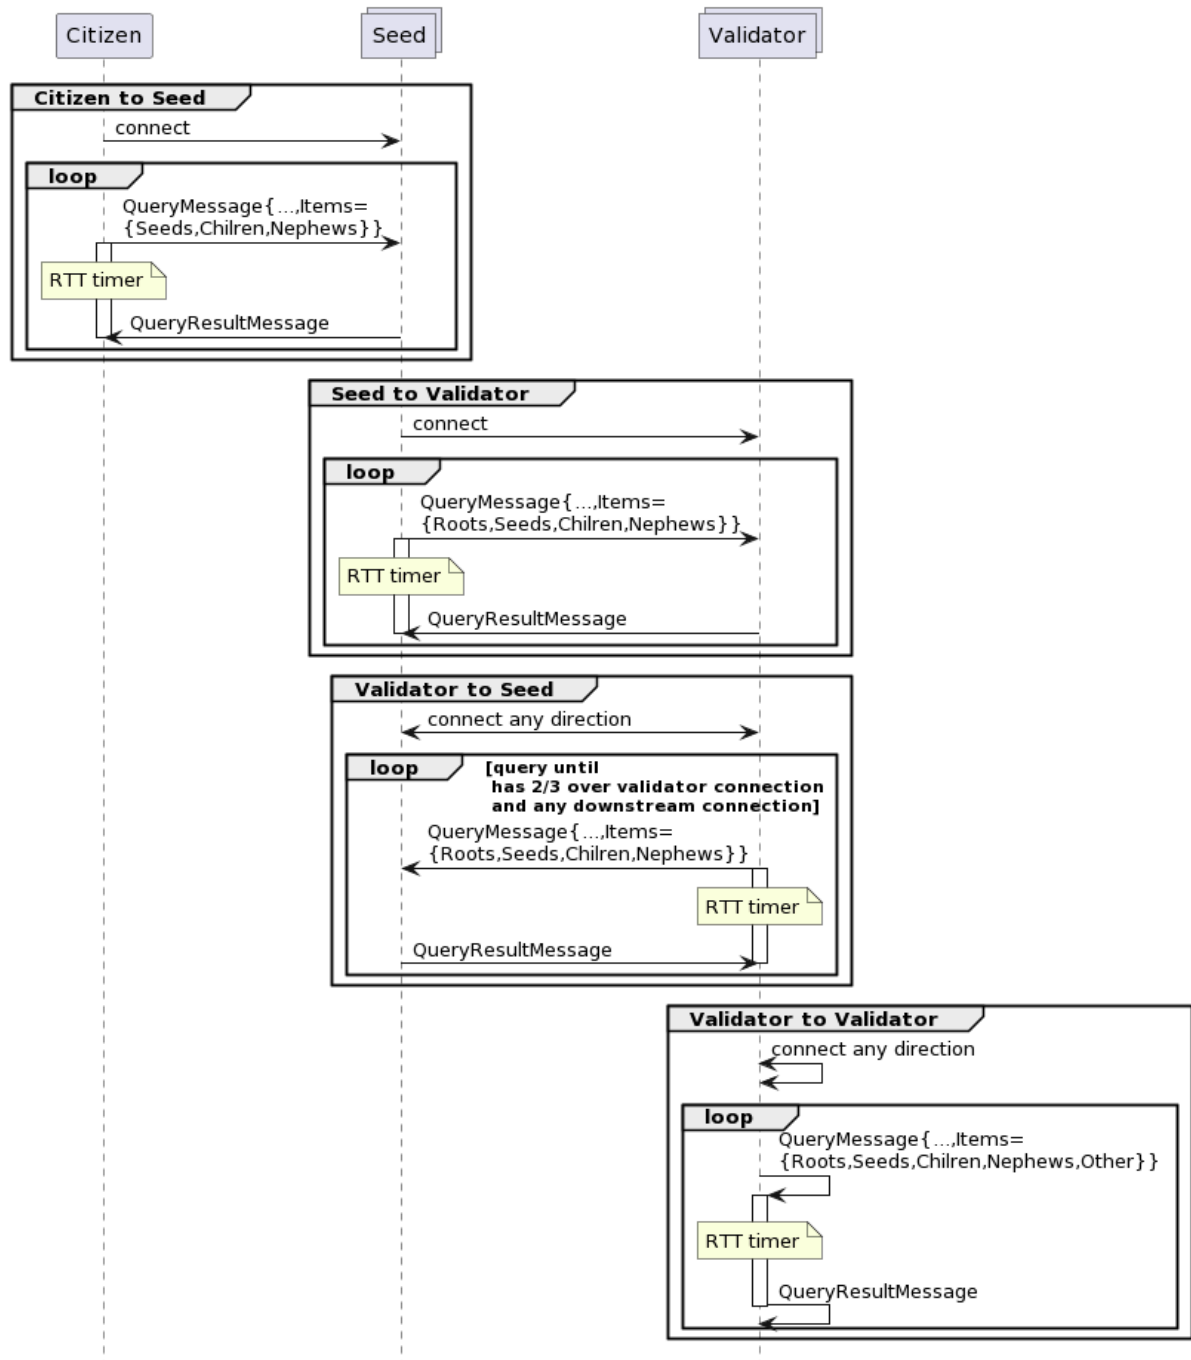 Citizen
Seed
Validator
Citizen to Seed
connect
loop
QueryMessage{...,Items=
{Seeds,Chilren,Nephews}}
RTT timer
QueryResultMessage
Seed to Validator
connect
loop
QueryMessage{...,Items=
{Roots,Seeds,Chilren,Nephews}}
RTT timer
QueryResultMessage
Validator to Seed
connect any direction
loop
[query until
has 2/3 over validator connection
and any downstream connection]
QueryMessage{...,Items=
{Roots,Seeds,Chilren,Nephews}}
RTT timer
QueryResultMessage
Validator to Validator
connect any direction
loop
QueryMessage{...,Items=
{Roots,Seeds,Chilren,Nephews,Other}}
RTT timer
QueryResultMessage